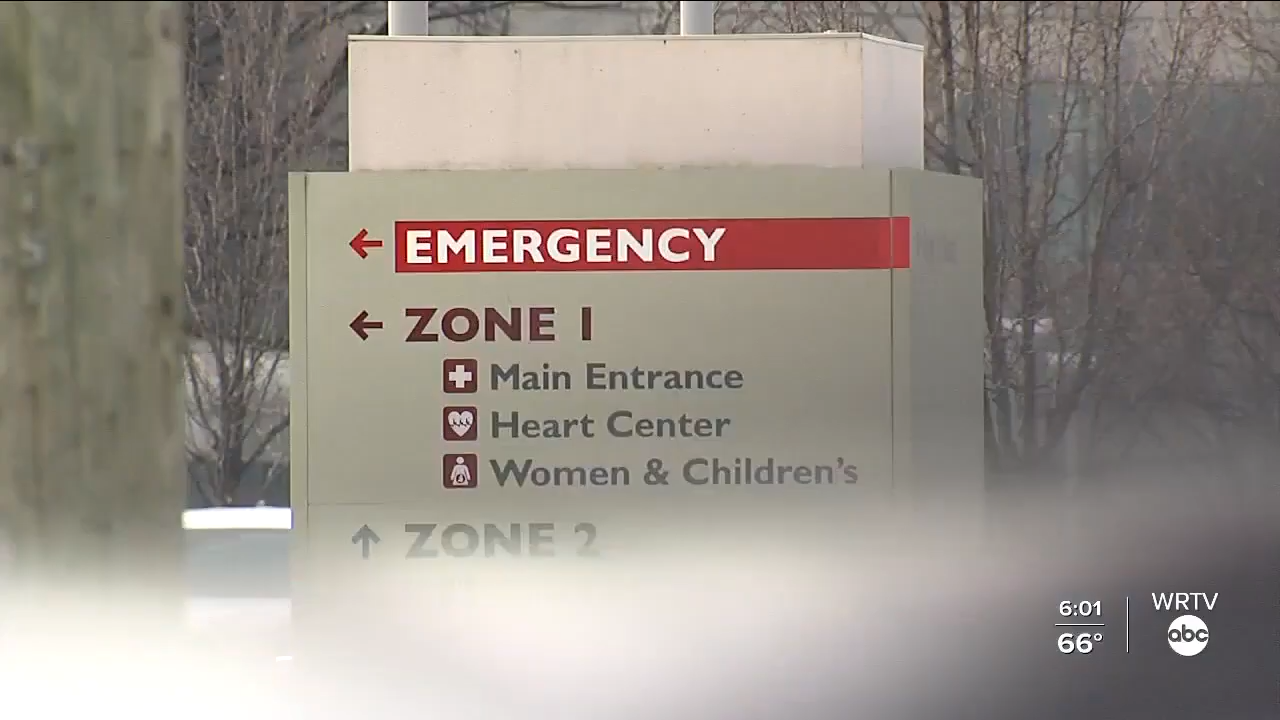 EMERGENCY
ZONE 1
Main Entrance
Heart Center
Women & Children's
ZONE 2
6:01
66°
WRTV
abc